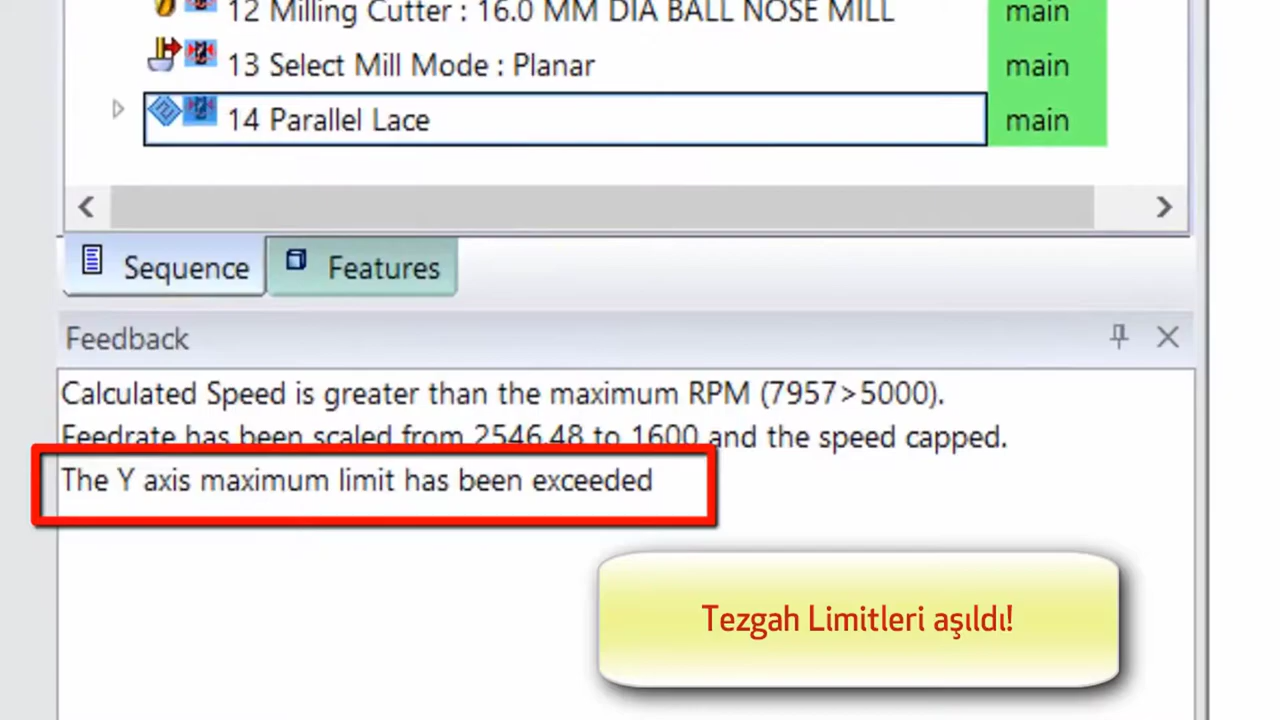 12 Milling Cutter : 16.0 MM DIA BALL NOSE MILL main
13 Select Mill Mode : Planar main
14 Parallel Lace main
Sequence Features
Feedback
Calculated Speed is greater than the maximum RPM (7957>5000).
Feedrate has been scaled from 2546.48 to 1600 and the speed capped.
The Y axis maximum limit has been exceeded
Tezgah Limitleri aşıldı!